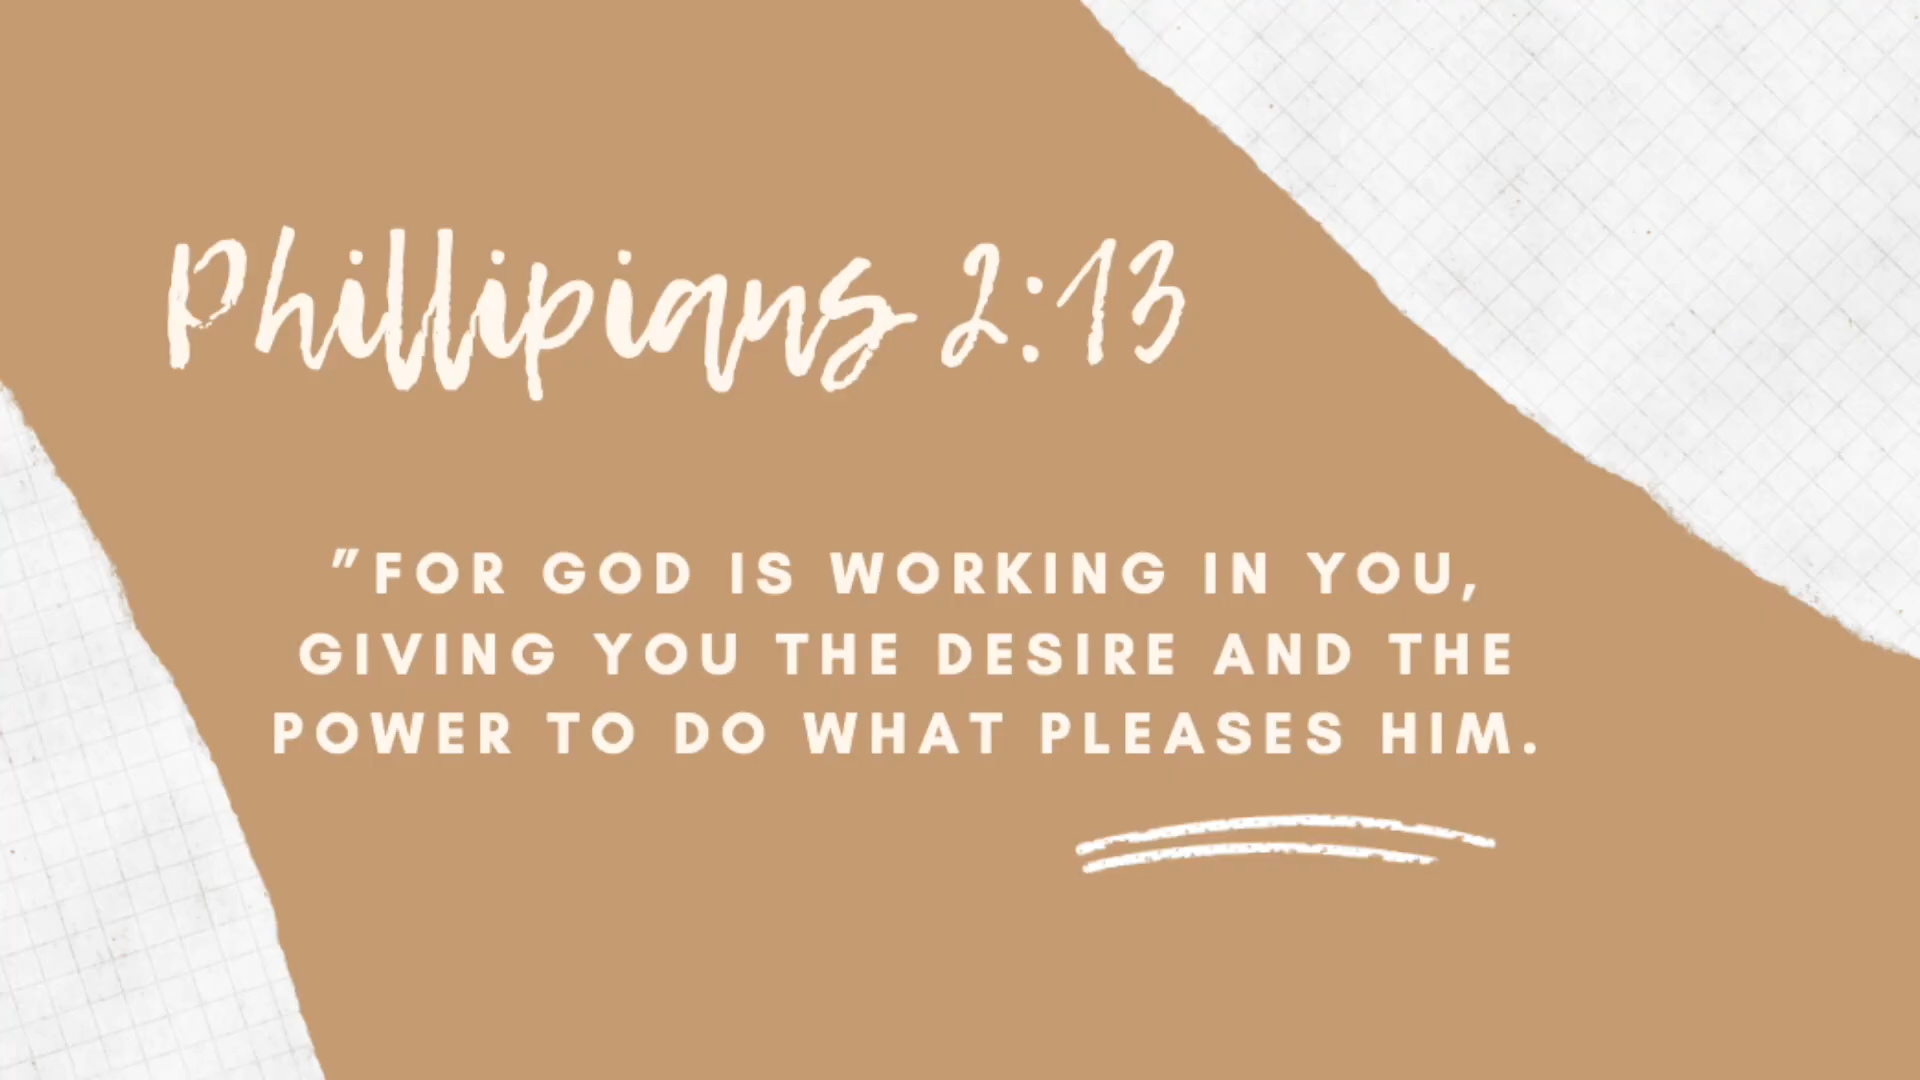 Phillipians 2:13
"FOR GOD IS WORKING IN YOU,
GIVING YOU THE DESIRE AND THE
POWER TO DO WHAT PLEASES HIM.